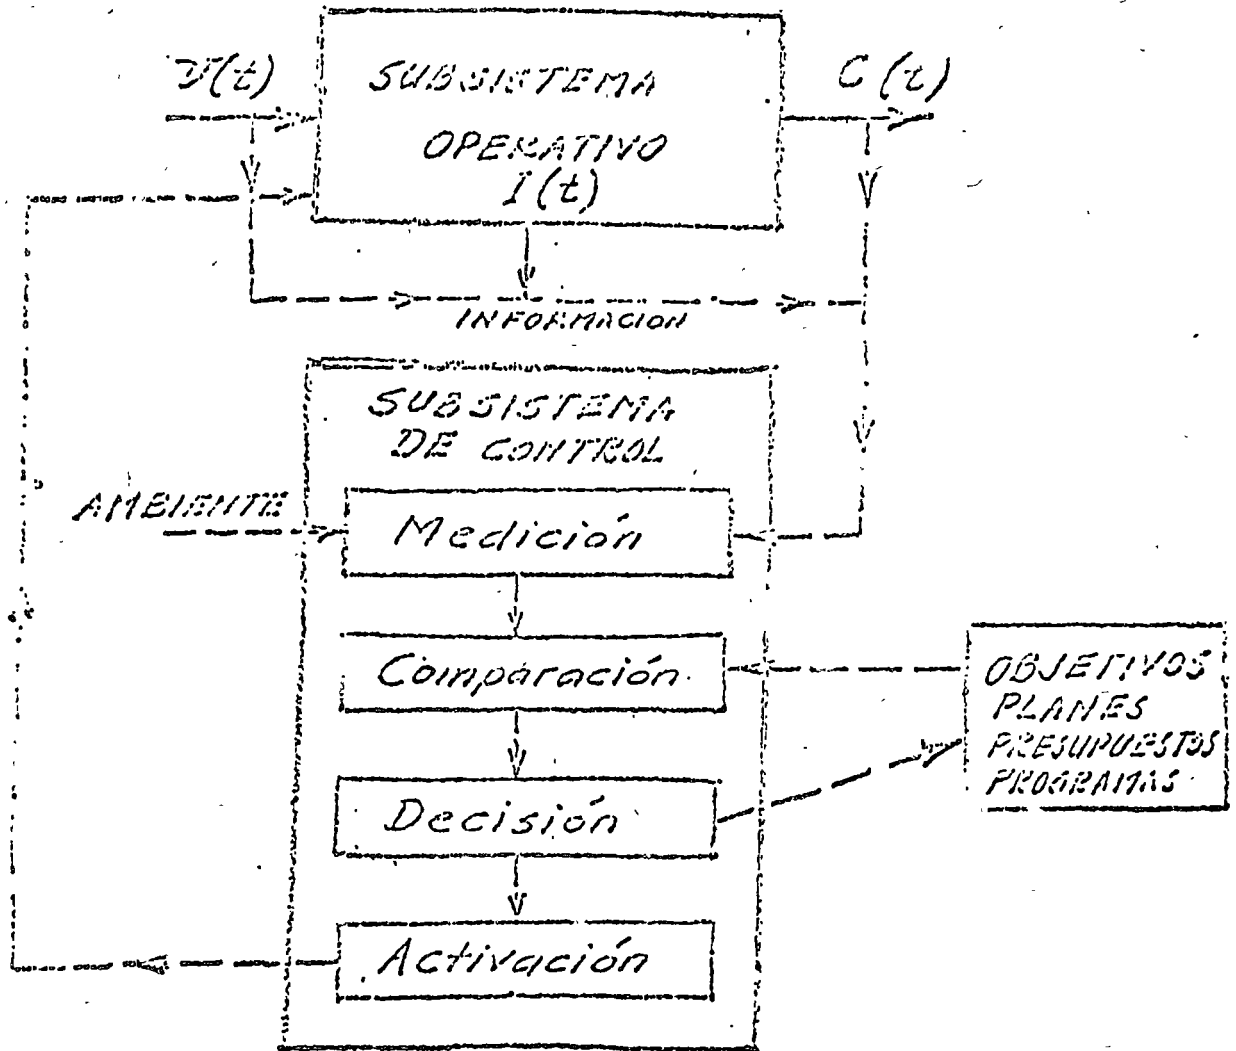 SUBSISTEMA
C(t)
OPERATIVO
I(t)
INFORMACION
SUBSISTEMA
DE CONTROL
AMBIENTE
Medición
Comparación
OBJETIVOS
PLANES
PRESUPUESTOS
PROGRAMAS
Decisión
Activación